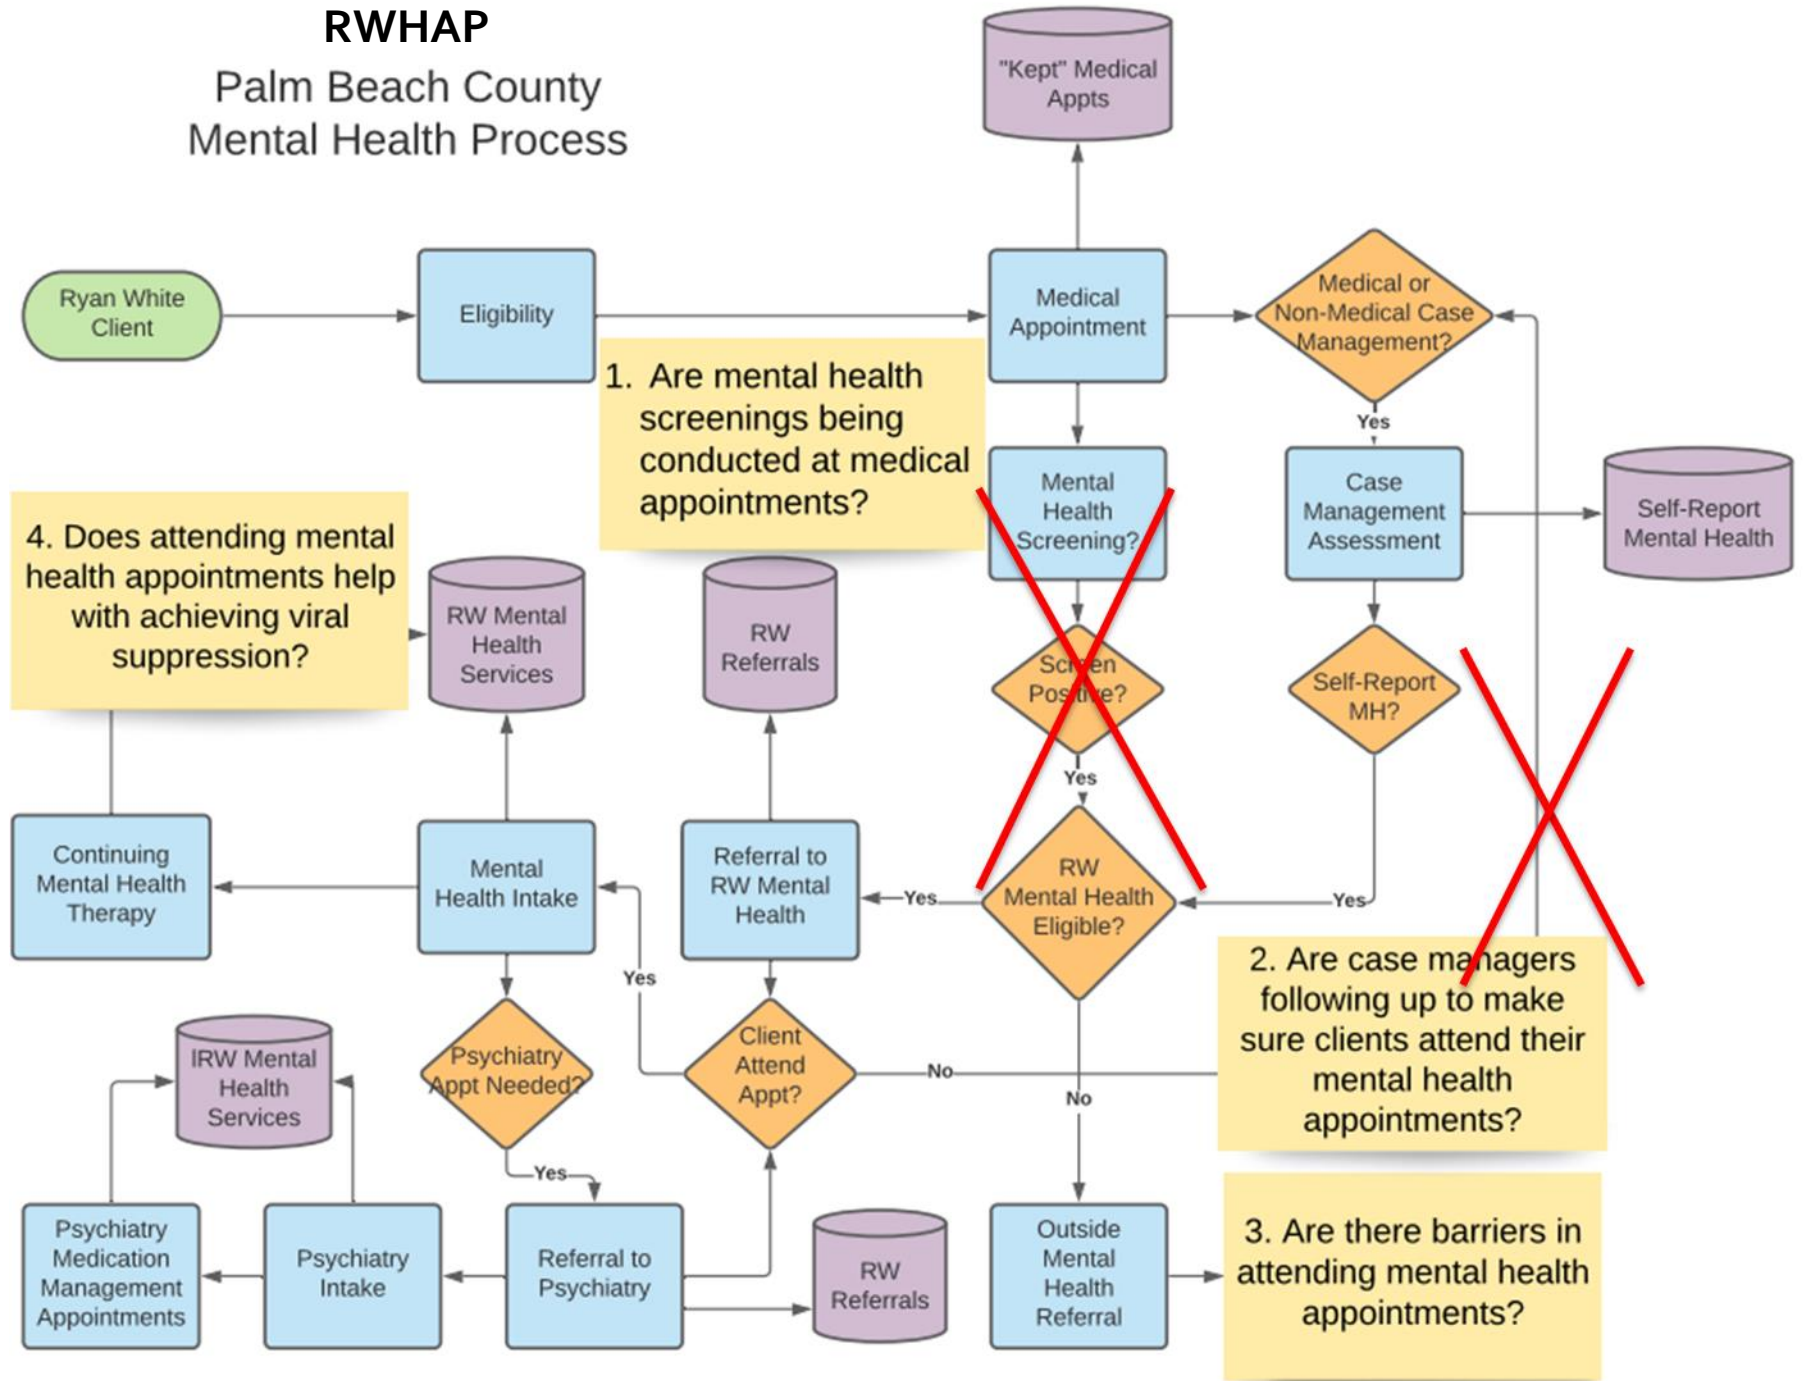 RWHAP
Palm Beach County
Mental Health Process
"Kept" Medical
Appts
Ryan White
Client
Eligibility
Medical
Appointment
Medical or
Non-Medical Case
Management?
Yes
1. Are mental health
screenings being
conducted at medical
appointments?
Mental
Health
Screening?
Case
Management
Assessment
Self-Report
Mental Health
4. Does attending mental
health appointments help
with achieving viral
suppression?
RW Mental
Health
Services
RW
Referrals
Screen
Positive?
Self-Report
MH?
Yes
Continuing
Mental Health
Therapy
Mental
Health Intake
Referral to
RW Mental
Health
Yes
RW
Mental Health
Eligible?
Yes
Yes
2. Are case managers
following up to make
sure clients attend their
mental health
appointments?
lRW Mental
Health
Services
Psychiatry
Appt Needed?
Client
Attend
Appt?
No
No
Yes
Psychiatry
Medication
Management
Appointments
Psychiatry
Intake
Referral to
Psychiatry
RW
Referrals
Outside
Mental
Health
Referral
3. Are there barriers in
attending mental health
appointments?